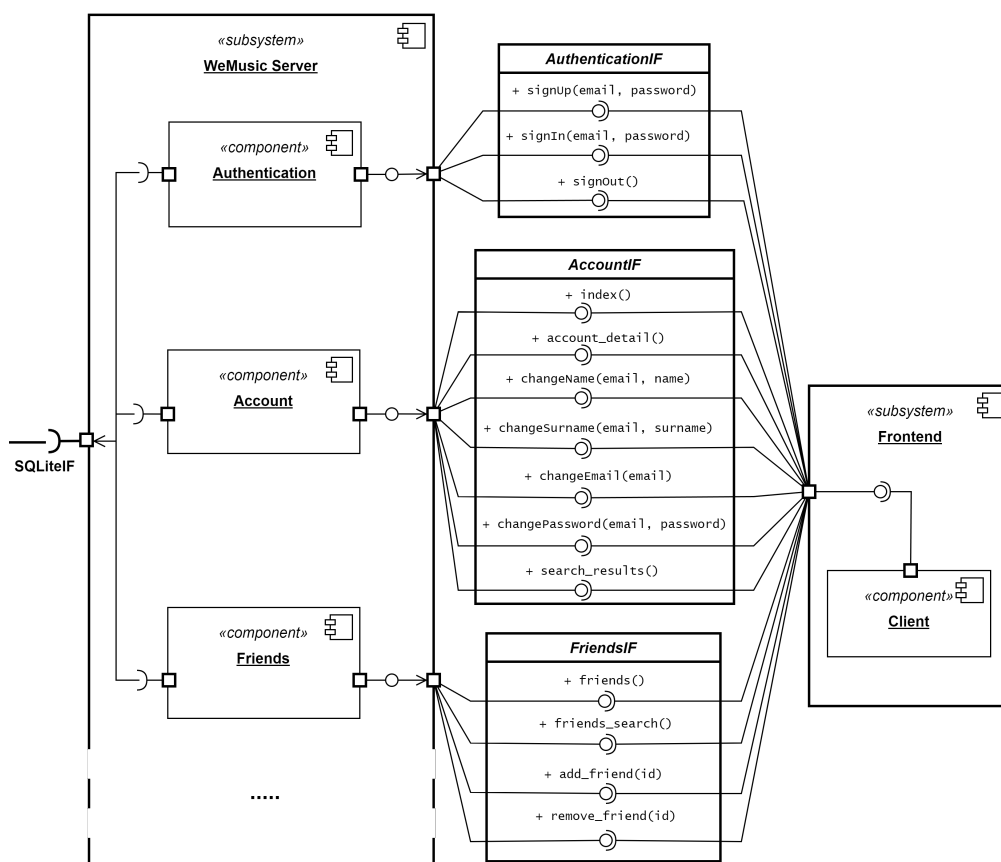 «subsystem»
WeMusic Server
«component»
Authentication
«component»
Account
SQLiteIF
«component»
Friends
.....
AuthenticationIF
+ signUp(email, password)
+ signIn(email, password)
+ signOut()
AccountIF
+ index()
+ account_detail()
+ changeName(email, name)
+ changeSurname(email, surname)
+ changeEmail(email)
+ changePassword(email, password)
+ search_results()
FriendsIF
+ friends()
+ friends_search()
+ add_friend(id)
+ remove_friend(id)
«subsystem»
Frontend
«component»
Client